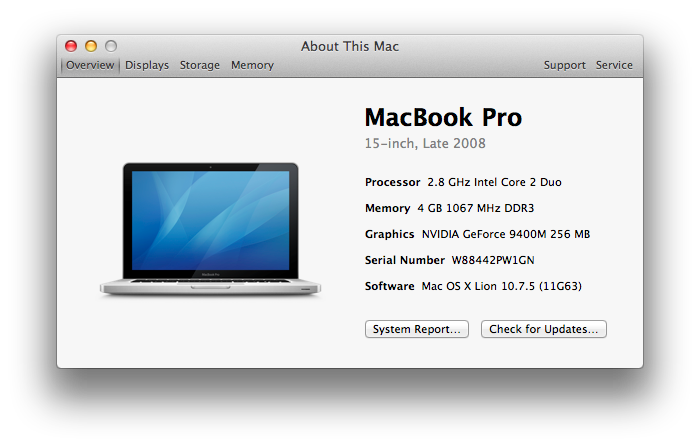 About This Mac
Overview Displays Storage Memory Support Service
MacBook Pro
15-inch, Late 2008
Processor 2.8 GHz Intel Core 2 Duo
Memory 4 GB 1067 MHz DDR3
Graphics NVIDIA GeForce 9400M 256 MB
Serial Number W88442PW1GN
Software Mac OS X Lion 10.7.5 (11G63)
System Report... Check for Updates...